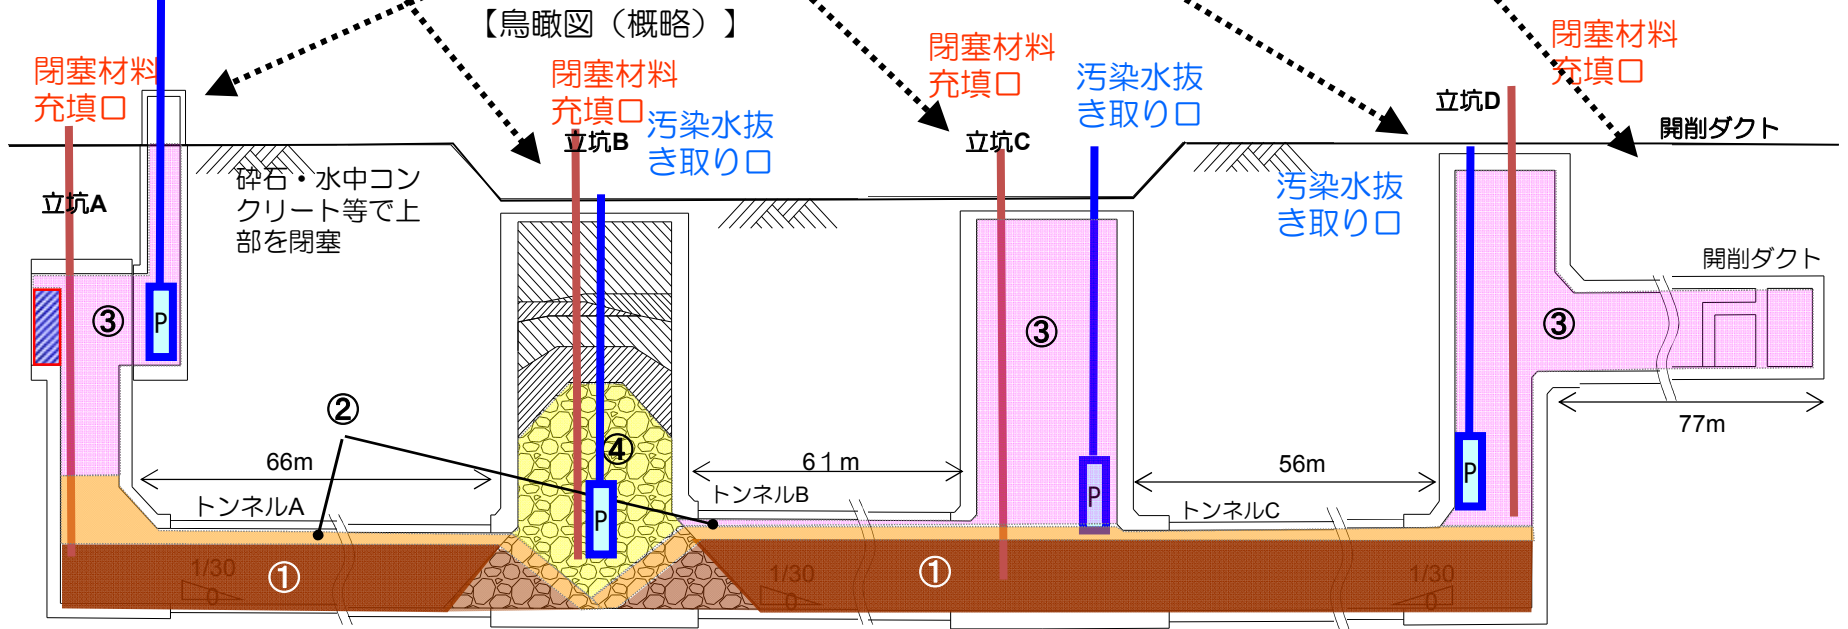 【鳥瞰図（概略）】
閉塞材料
充填口
閉塞材料
充填口
閉塞材料
充填口
閉塞材料
充填口
汚染水抜
き取り口
汚染水抜
き取り口
汚染水抜
き取り口
立坑A
立坑B
立坑C
立坑D
開削ダクト
砕石・水中コン
クリート等で上
部を閉塞
開削ダクト
③
P
③
③
②
④
66m
61m
56m
77m
トンネルA
トンネルB
トンネルC
P
P
P
①
①
1/30
0
1/30
0
1/30
0